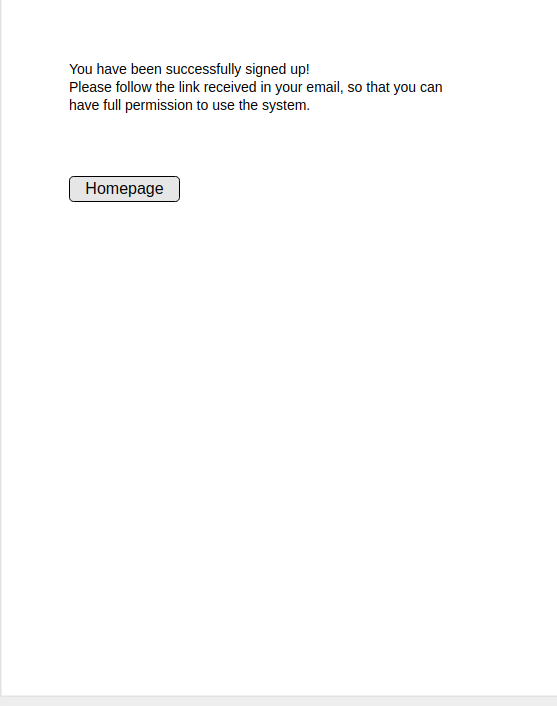 You have been successfully signed up!
Please follow the link received in your email, so that you can
have full permission to use the system.
Homepage